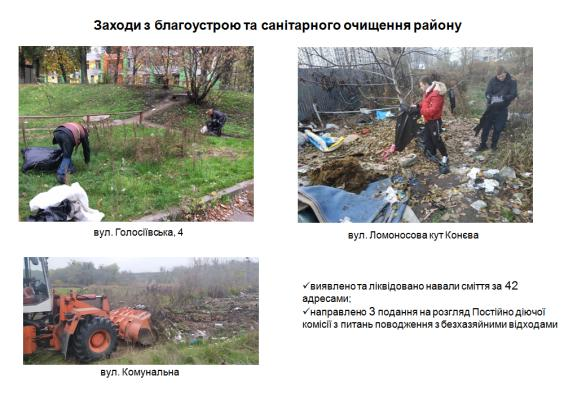 Заходи з благоустрою та санітарного очищення району
вул. Голосіївська, 4
вул. Ломоносова кут Конєва
✓виявлено та ліквідовано навали сміття за 42
адресами;
✓направлено 3 подання на розгляд Постійно діючої
комісії з питань поводження з безхазяйними відходами
вул. Комунальна